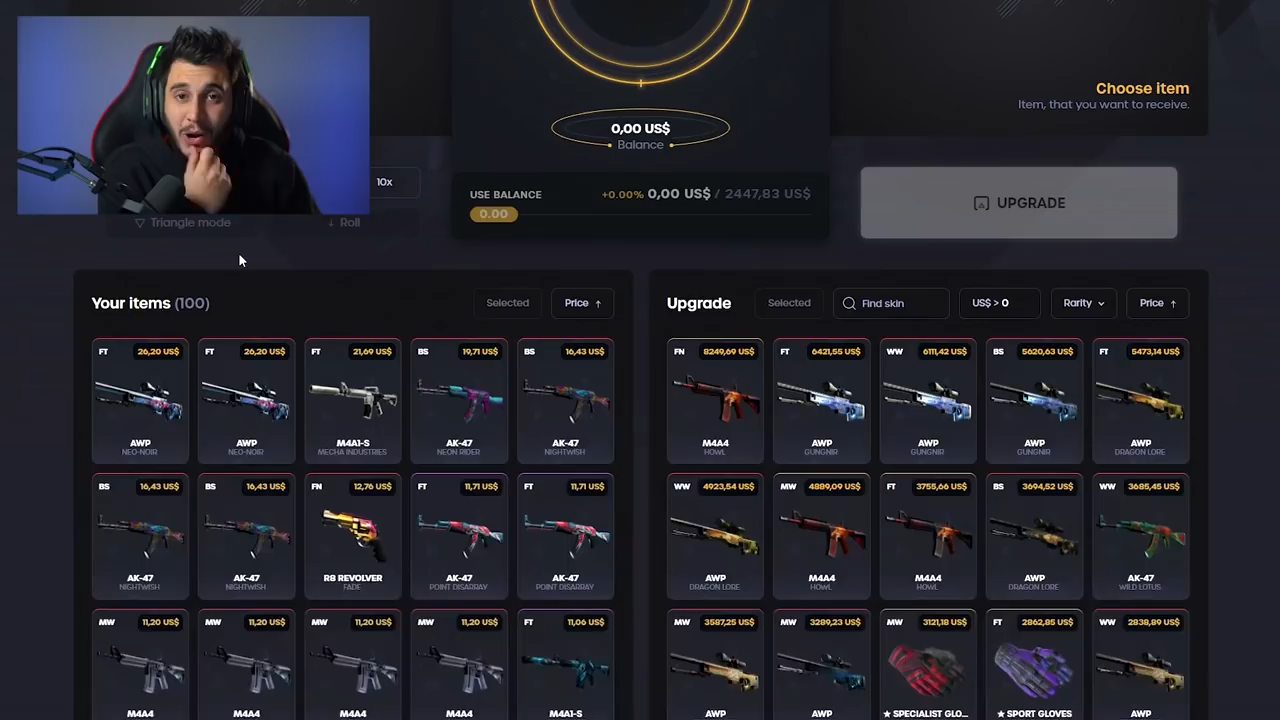 Choose item
Item, that you want to receive.
0,00 US$
Balance
10x
USE BALANCE +0.00% 0,00 US$ / 2447,83 US$
0.00
UPGRADE
▽ Triangle mode ↓ Roll
Your items (100) Selected Price ↑
FT 26,20 US$ FT 26,20 US$ FT 21,69 US$ BS 19,71 US$ BS 16,43 US$
AWP AWP M4A1-S AK-47 AK-47
NEO-NOIR NEO-NOIR MECHA INDUSTRIES NEON RIDER NIGHTWISH
BS 16,43 US$ BS 16,43 US$ FN 12,76 US$ FT 11,71 US$ FT 11,71 US$
AK-47 AK-47 R8 REVOLVER AK-47 AK-47
NIGHTWISH NIGHTWISH FADE POINT DISARRAY POINT DISARRAY
MW 11,20 US$ MW 11,20 US$ MW 11,20 US$ MW 11,20 US$ FT 11,06 US$
M4A4 M4A4 M4A4 M4A4 M4A1-S
Upgrade Selected Find skin US$ > 0 Rarity Price ↑
FN 8249,69 US$ FT 6421,55 US$ WW 6111,42 US$ BS 5620,63 US$ FT 5473,14 US$
M4A4 AWP AWP AWP AWP
HOWL GUNGNIR GUNGNIR GUNGNIR DRAGON LORE
WW 4923,54 US$ MW 4889,09 US$ FT 3755,66 US$ BS 3694,52 US$ WW 3685,45 US$
AWP M4A4 M4A4 AWP AK-47
DRAGON LORE HOWL HOWL DRAGON LORE WILD LOTUS
MW 3587,25 US$ MW 3289,23 US$ MW 3121,18 US$ FT 2862,85 US$ WW 2838,89 US$
AWP AWP ★ SPECIALIST GLO... ★ SPORT GLOVES AWP